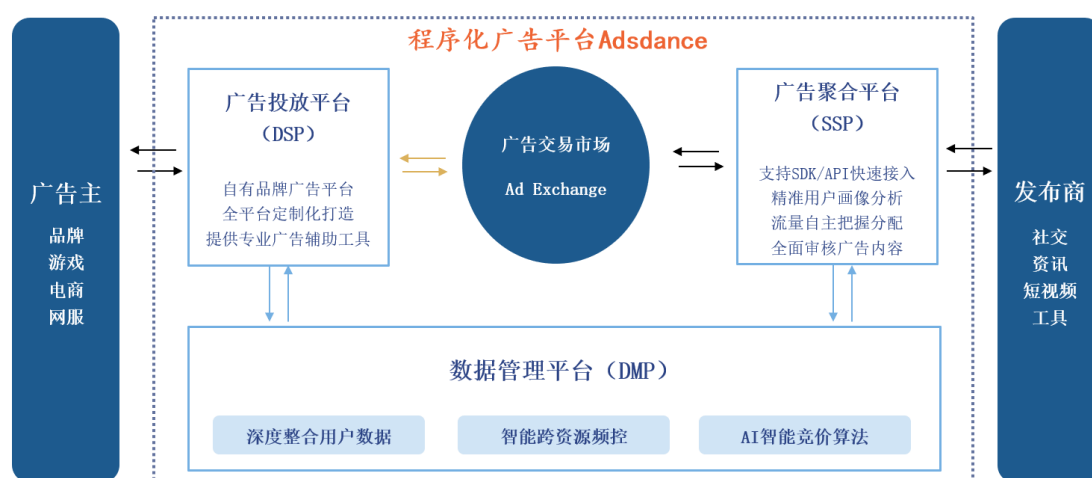 程序化广告平台Adsdance
广告主
品牌
游戏
电商
网服
广告投放平台
（DSP）
自有品牌广告平台
全平台定制化打造
提供专业广告辅助工具
广告交易市场
Ad Exchange
广告聚合平台
（SSP）
支持SDK/API快速接入
精准用户画像分析
流量自主把握分配
全面审核广告内容
发布商
社交
资讯
短视频
工具
数据管理平台（DMP）
深度整合用户数据
智能跨资源频控
AI智能竞价算法